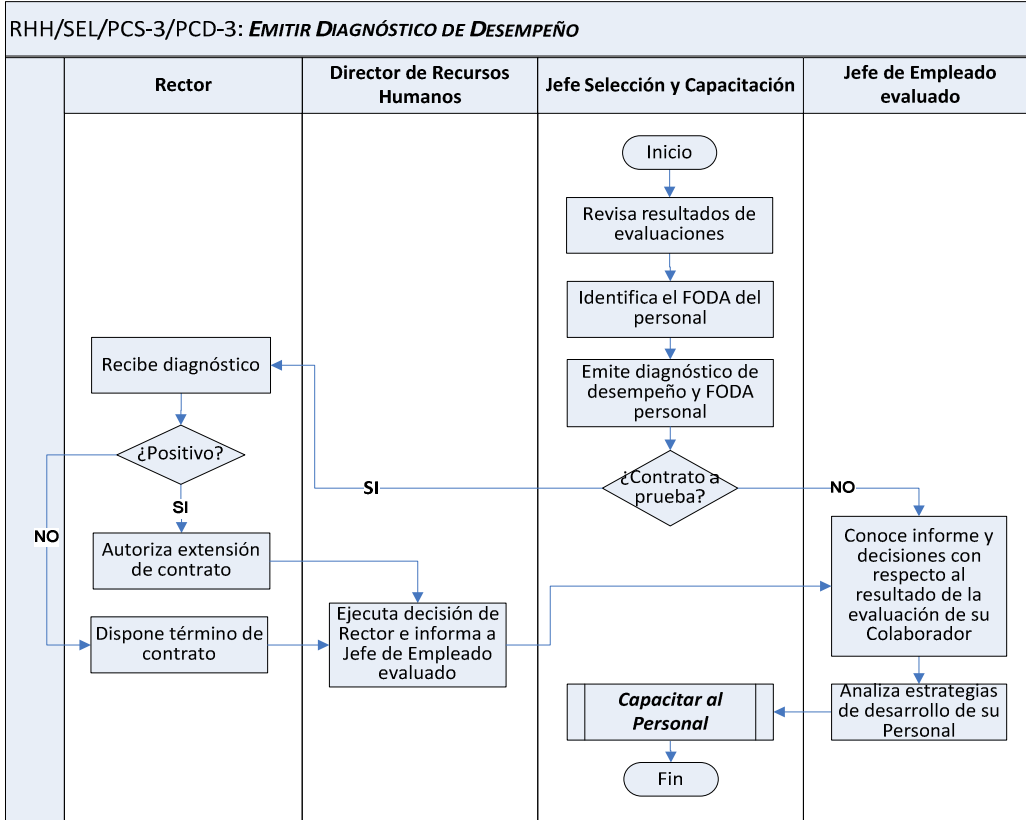 RHH/SEL/PCS-3/PCD-3: EMITIR DIAGNÓSTICO DE DESEMPEÑO
Rector
Director de Recursos
Humanos
Jefe Selección y Capacitación
Jefe de Empleado
evaluado
Inicio
Revisa resultados de
evaluaciones
Identifica el FODA del
personal
Emite diagnóstico de
desempeño y FODA
personal
¿Contrato a
prueba?
SI
NO
Recibe diagnóstico
¿Positivo?
SI
NO
Autoriza extensión
de contrato
Dispone término de
contrato
Ejecuta decisión de
Rector e informa a
Jefe de Empleado
evaluado
Conoce informe y
decisiones con
respecto al
resultado de la
evaluación de su
Colaborador
Analiza estrategias
de desarrollo de su
Personal
Capacitar al
Personal
Fin